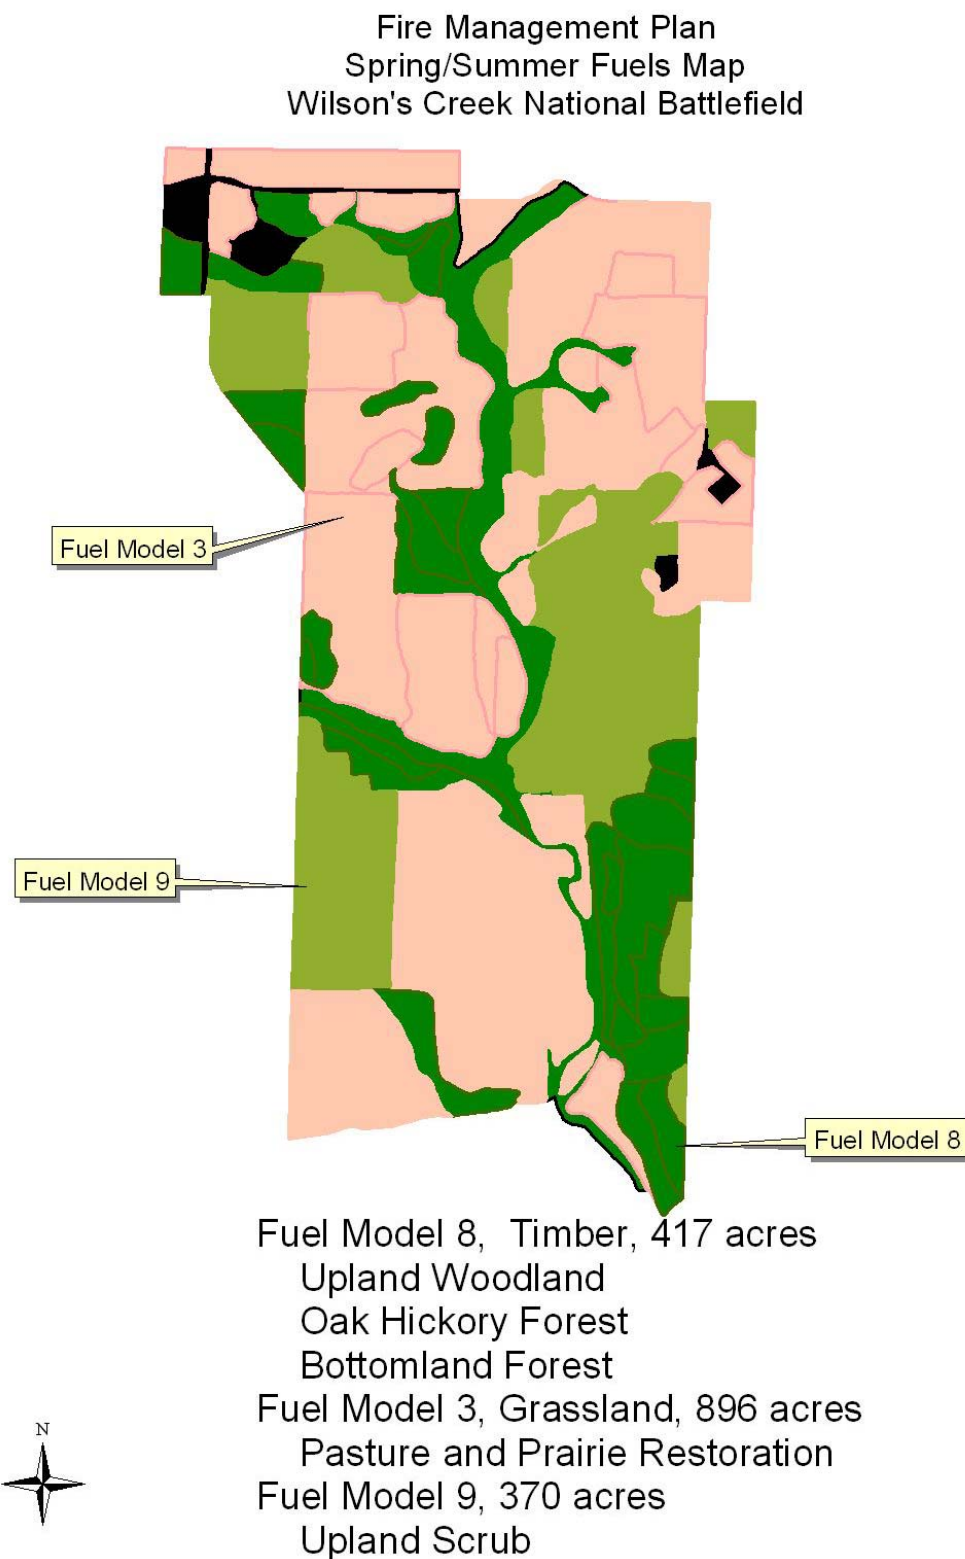 Fire Management Plan
Spring/Summer Fuels Map
Wilson's Creek National Battlefield
Fuel Model 3
Fuel Model 9
Fuel Model 8
Fuel Model 8,  Timber, 417 acres
Upland Woodland
Oak Hickory Forest
Bottomland Forest
Fuel Model 3, Grassland, 896 acres
Pasture and Prairie Restoration
Fuel Model 9, 370 acres
Upland Scrub
N